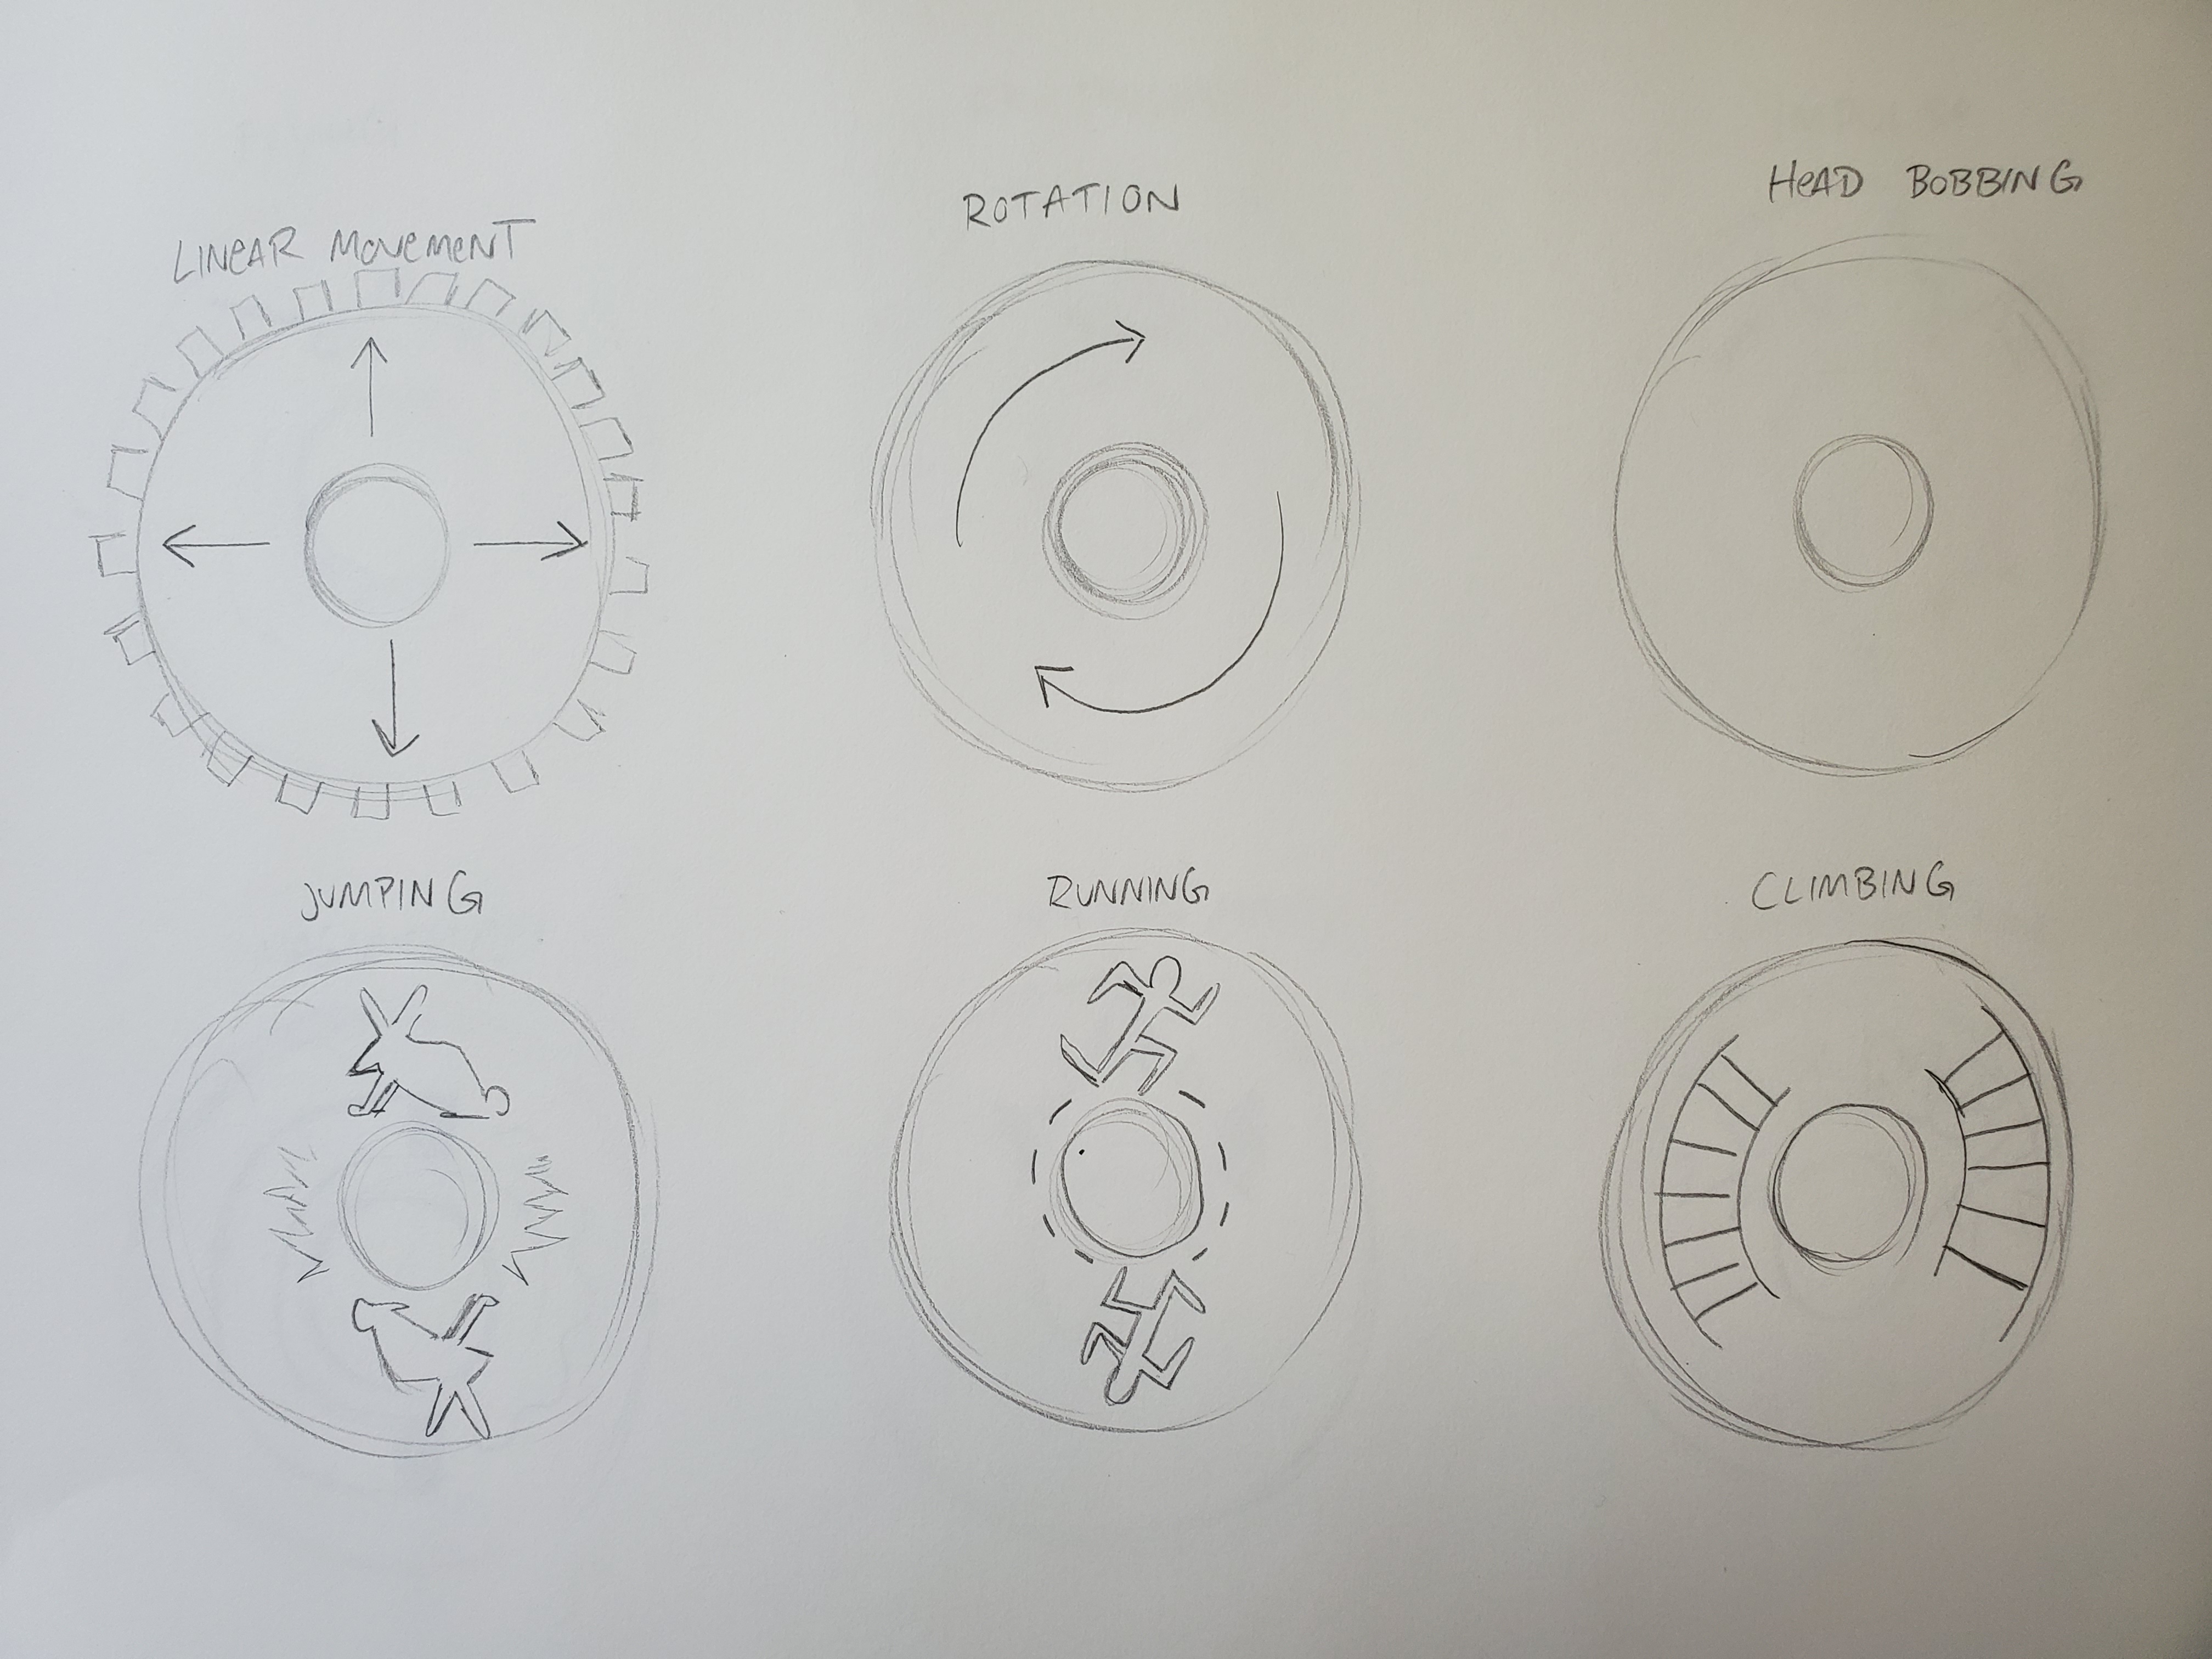 LINEAR MOVEMENT
ROTATION
HEAD BOBBING
JUMPING
RUNNING
CLIMBING